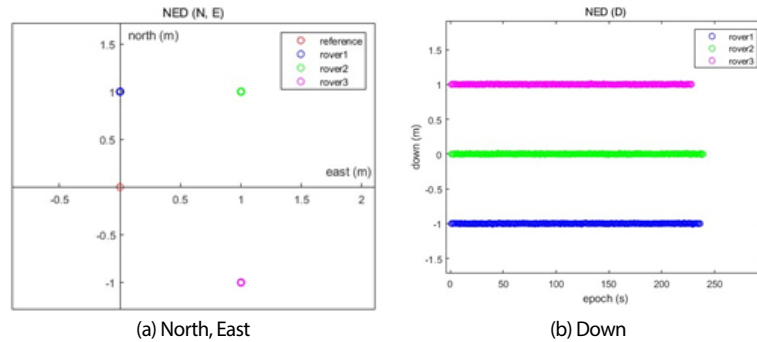 NED (N, E)
north (m)
reference
rover1
rover2
rover3
1.5
1
0.5
east (m)
-0.5
0.5
1
1.5
2
-0.5
-1
(a) North, East
NED (D)
rover1
rover2
rover3
down (m)
1.5
1
0.5
0
-0.5
-1
-1.5
0
50
100
150
200
250
epoch (s)
(b) Down